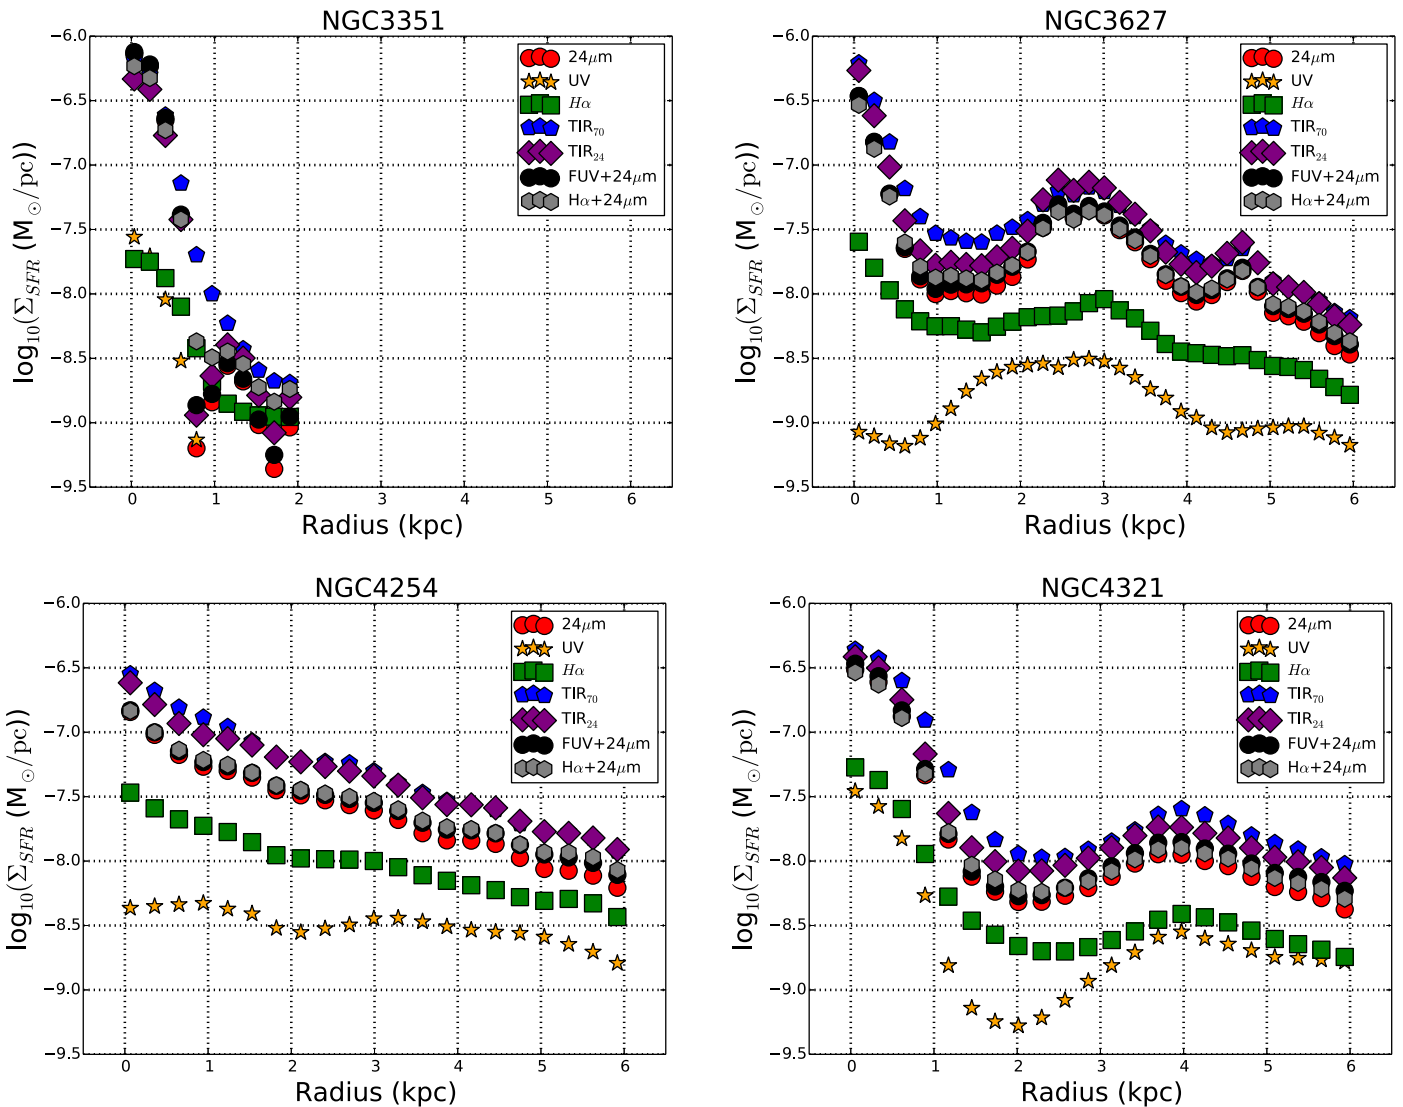 NGC3351
−6.0
−6.5
−7.0
−7.5
−8.0
−8.5
−9.0
−9.5
log₁₀(Σ_SFR (M⊙/pc))
24μm
UV
Hα
TIR₇₀
TIR₂₄
FUV+24μm
Hα+24μm
0 1 2 3 4 5 6
Radius (kpc)
NGC3627
−6.0
−6.5
−7.0
−7.5
−8.0
−8.5
−9.0
−9.5
log₁₀(Σ_SFR (M⊙/pc))
24μm
UV
Hα
TIR₇₀
TIR₂₄
FUV+24μm
Hα+24μm
0 1 2 3 4 5 6
Radius (kpc)
NGC4254
−6.0
−6.5
−7.0
−7.5
−8.0
−8.5
−9.0
−9.5
log₁₀(Σ_SFR (M⊙/pc))
24μm
UV
Hα
TIR₇₀
TIR₂₄
FUV+24μm
Hα+24μm
0 1 2 3 4 5 6
Radius (kpc)
NGC4321
−6.0
−6.5
−7.0
−7.5
−8.0
−8.5
−9.0
−9.5
log₁₀(Σ_SFR (M⊙/pc))
24μm
UV
Hα
TIR₇₀
TIR₂₄
FUV+24μm
Hα+24μm
0 1 2 3 4 5 6
Radius (kpc)